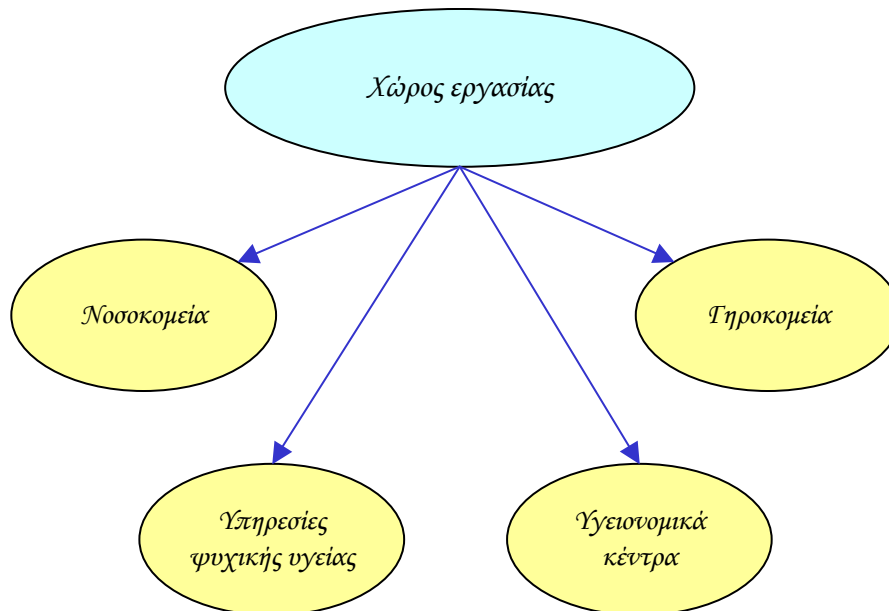 Χώρος εργασίας
Νοσοκομεία
Γηροκομεία
Υπηρεσίες
ψυχικής υγείας
Υγειονομικά
κέντρα